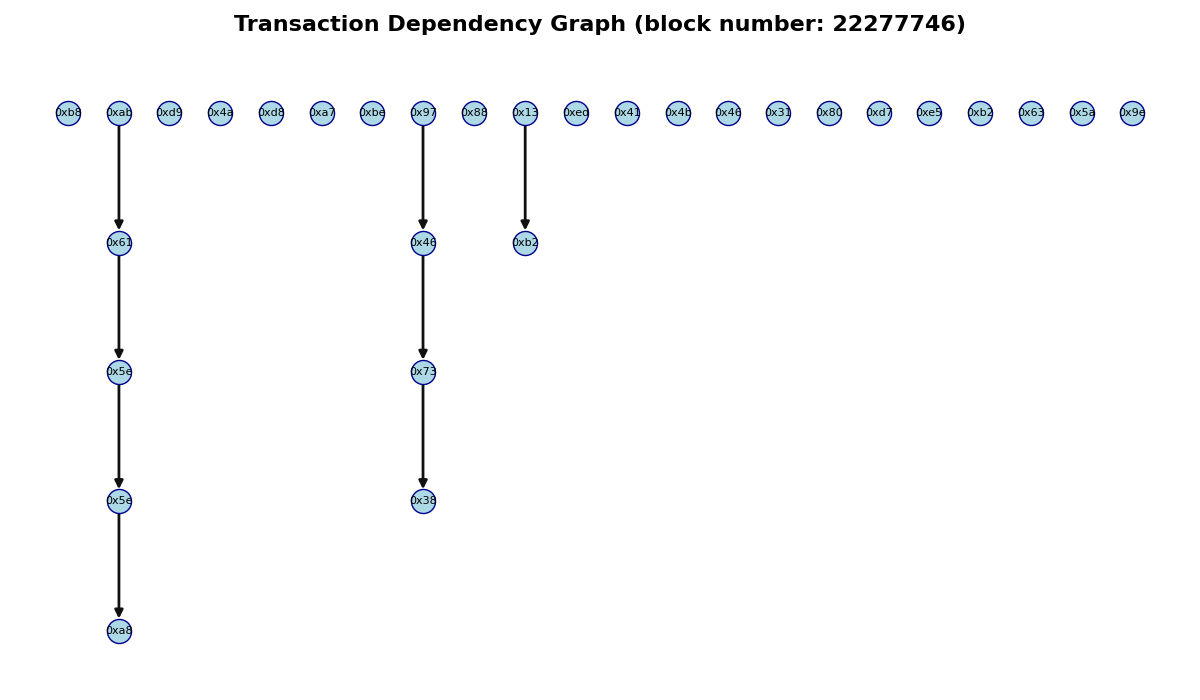 Transaction Dependency Graph (block number: 22277746)
0xb8 0xab 0xd9 0x4a 0xd8 0xa7 0xbe 0x97 0x88 0x13 0xed 0x41 0x4b 0x46 0x31 0x80 0xd7 0xe5 0xb2 0x63 0x5a 0x9e
0x61 0x46 0xb2
0x5e 0x73
0x5e 0x38
0xa8